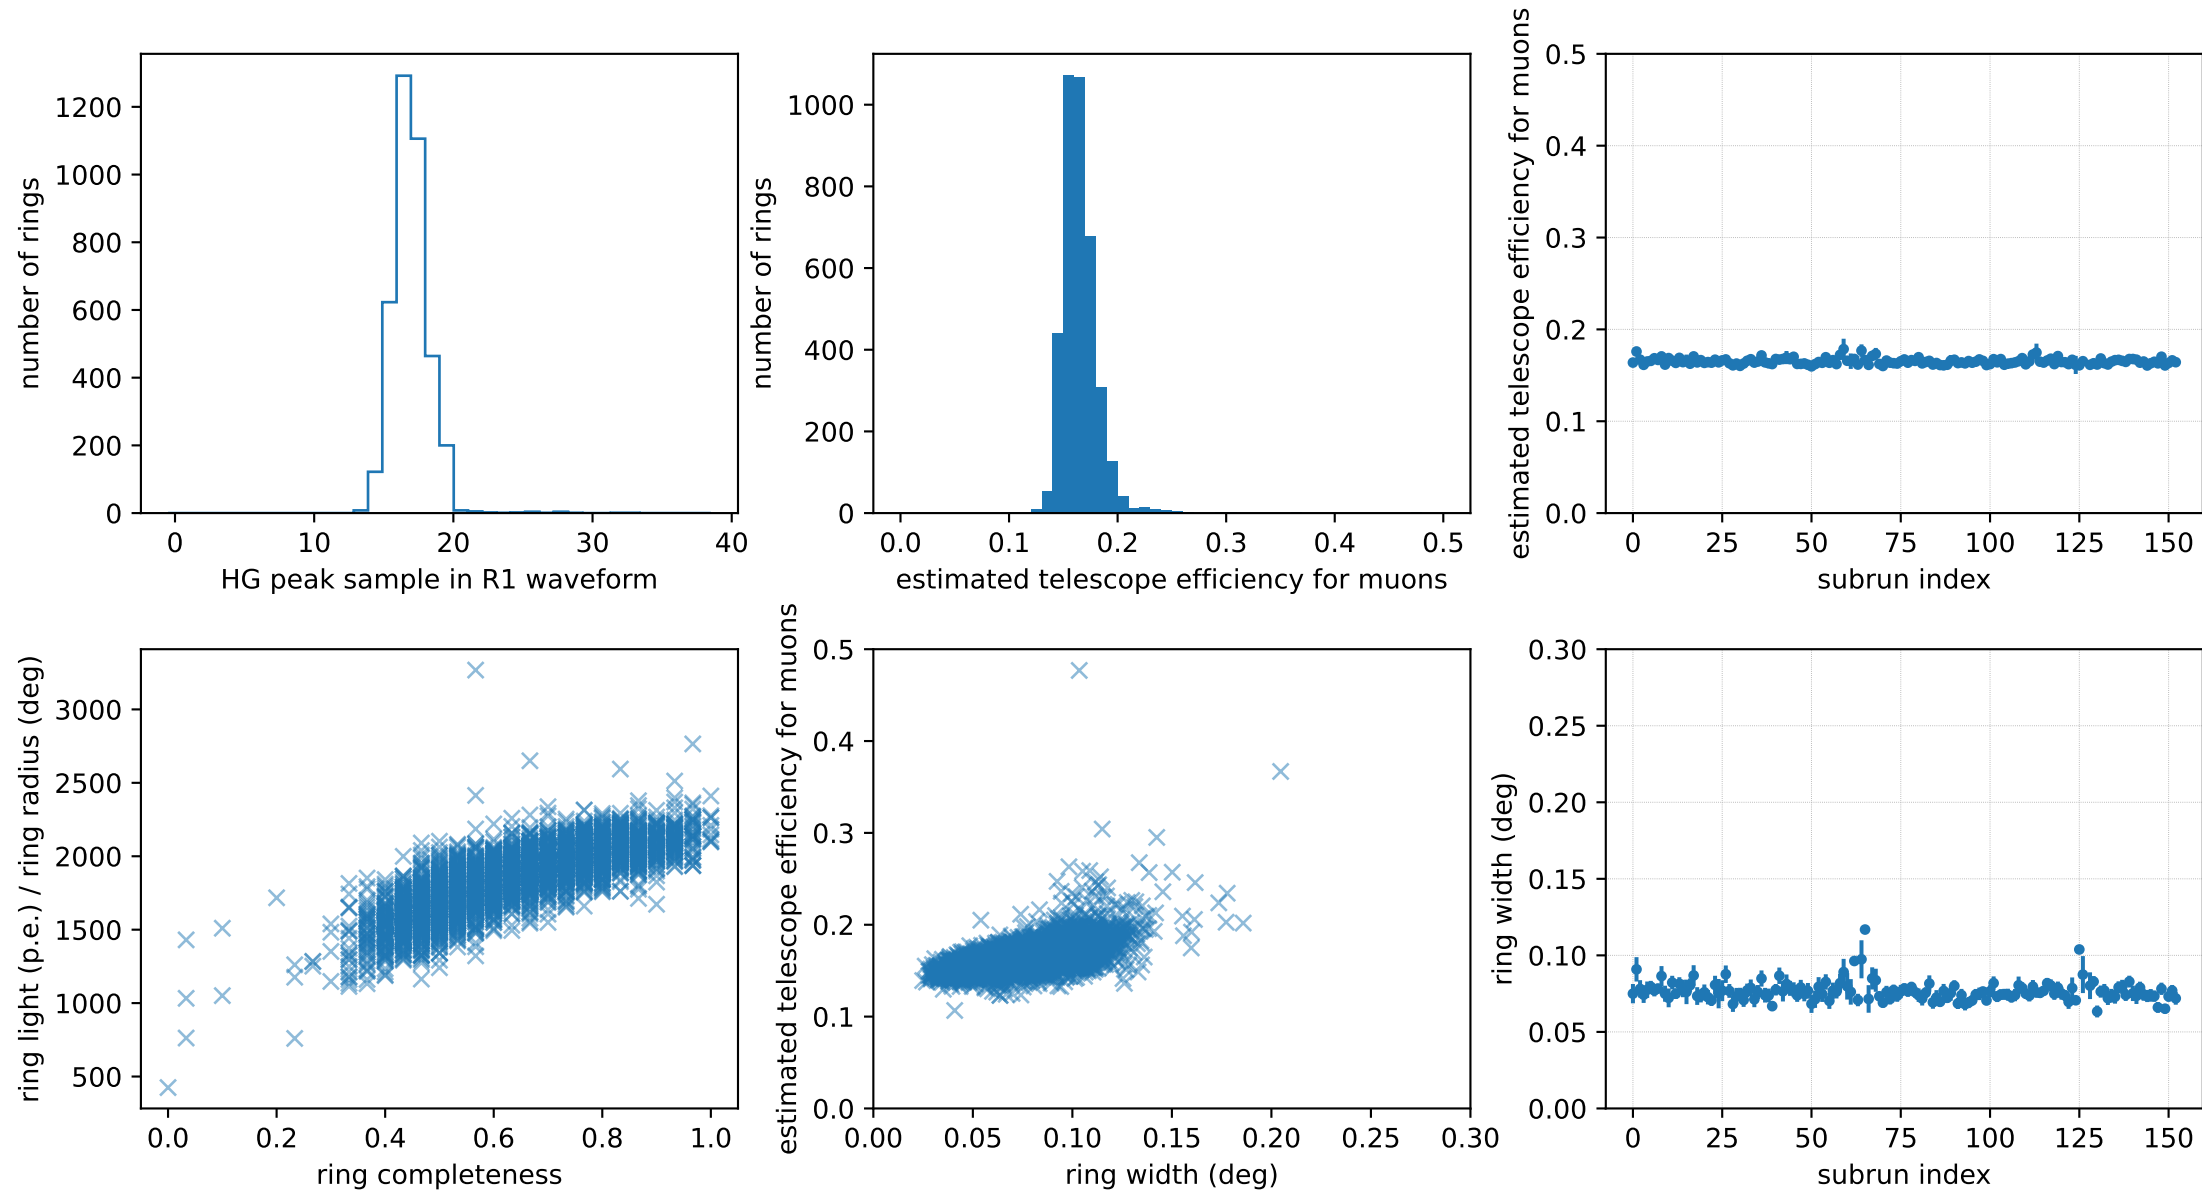 number of rings
1200
1000
800
600
400
200
0
0 10 20 30 40
HG peak sample in R1 waveform
number of rings
1000
800
600
400
200
0
0.0 0.1 0.2 0.3 0.4 0.5
estimated telescope efficiency for muons
estimated telescope efficiency for muons
0.5
0.4
0.3
0.2
0.1
0.0
0 25 50 75 100 125 150
subrun index
ring light (p.e.) / ring radius (deg)
3000
2500
2000
1500
1000
500
0.0 0.2 0.4 0.6 0.8 1.0
ring completeness
estimated telescope efficiency for muons
0.5
0.4
0.3
0.2
0.1
0.0
0.00 0.05 0.10 0.15 0.20 0.25 0.30
ring width (deg)
ring width (deg)
0.30
0.25
0.20
0.15
0.10
0.05
0.00
0 25 50 75 100 125 150
subrun index